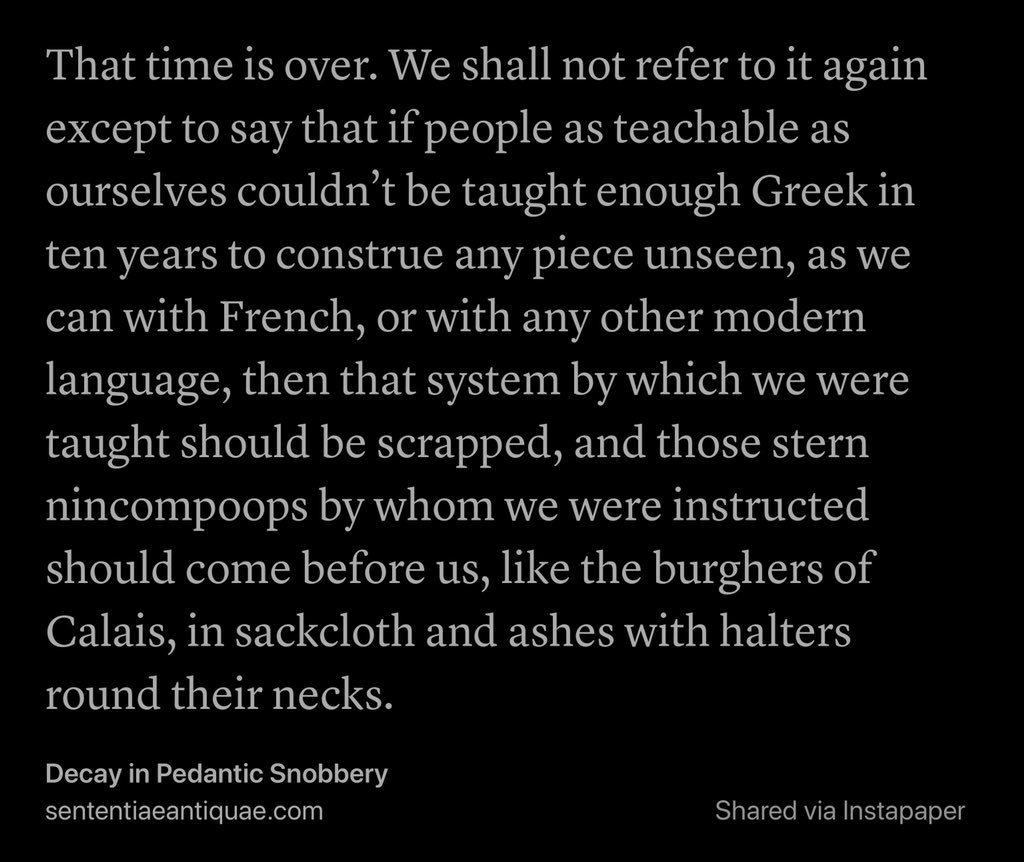 That time is over. We shall not refer to it again
except to say that if people as teachable as
ourselves couldn’t be taught enough Greek in
ten years to construe any piece unseen, as we
can with French, or with any other modern
language, then that system by which we were
taught should be scrapped, and those stern
nincompoops by whom we were instructed
should come before us, like the burghers of
Calais, in sackcloth and ashes with halters
round their necks.
Decay in Pedantic Snobbery
sententiaeantiquae.com
Shared via Instapaper